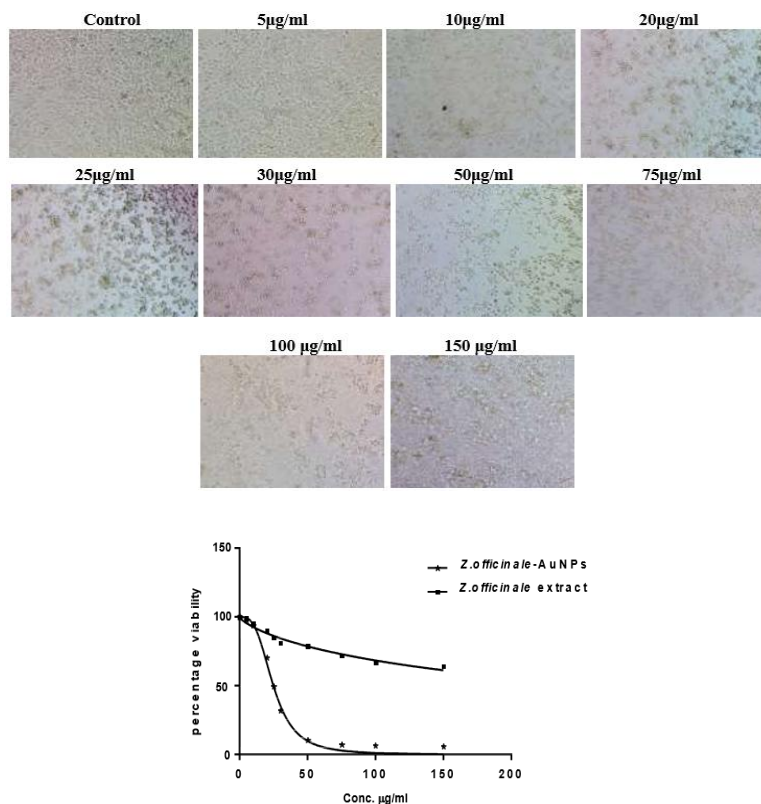 Control 5µg/ml 10µg/ml 20µg/ml
25µg/ml 30µg/ml 50µg/ml 75µg/ml
100 µg/ml 150 µg/ml
150
100
50
0
percentage viability
0 50 100 150 200
Conc. µg/ml
Z.officinale-AuNPs
Z.officinale extract